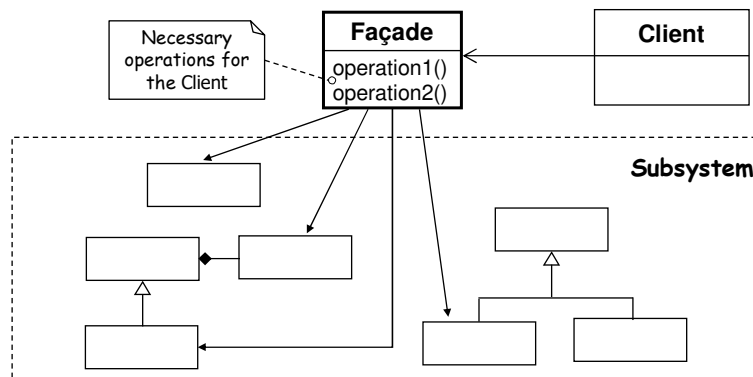 Necessary
operations for
the Client
Façade
operation1()
operation2()
Client
Subsystem